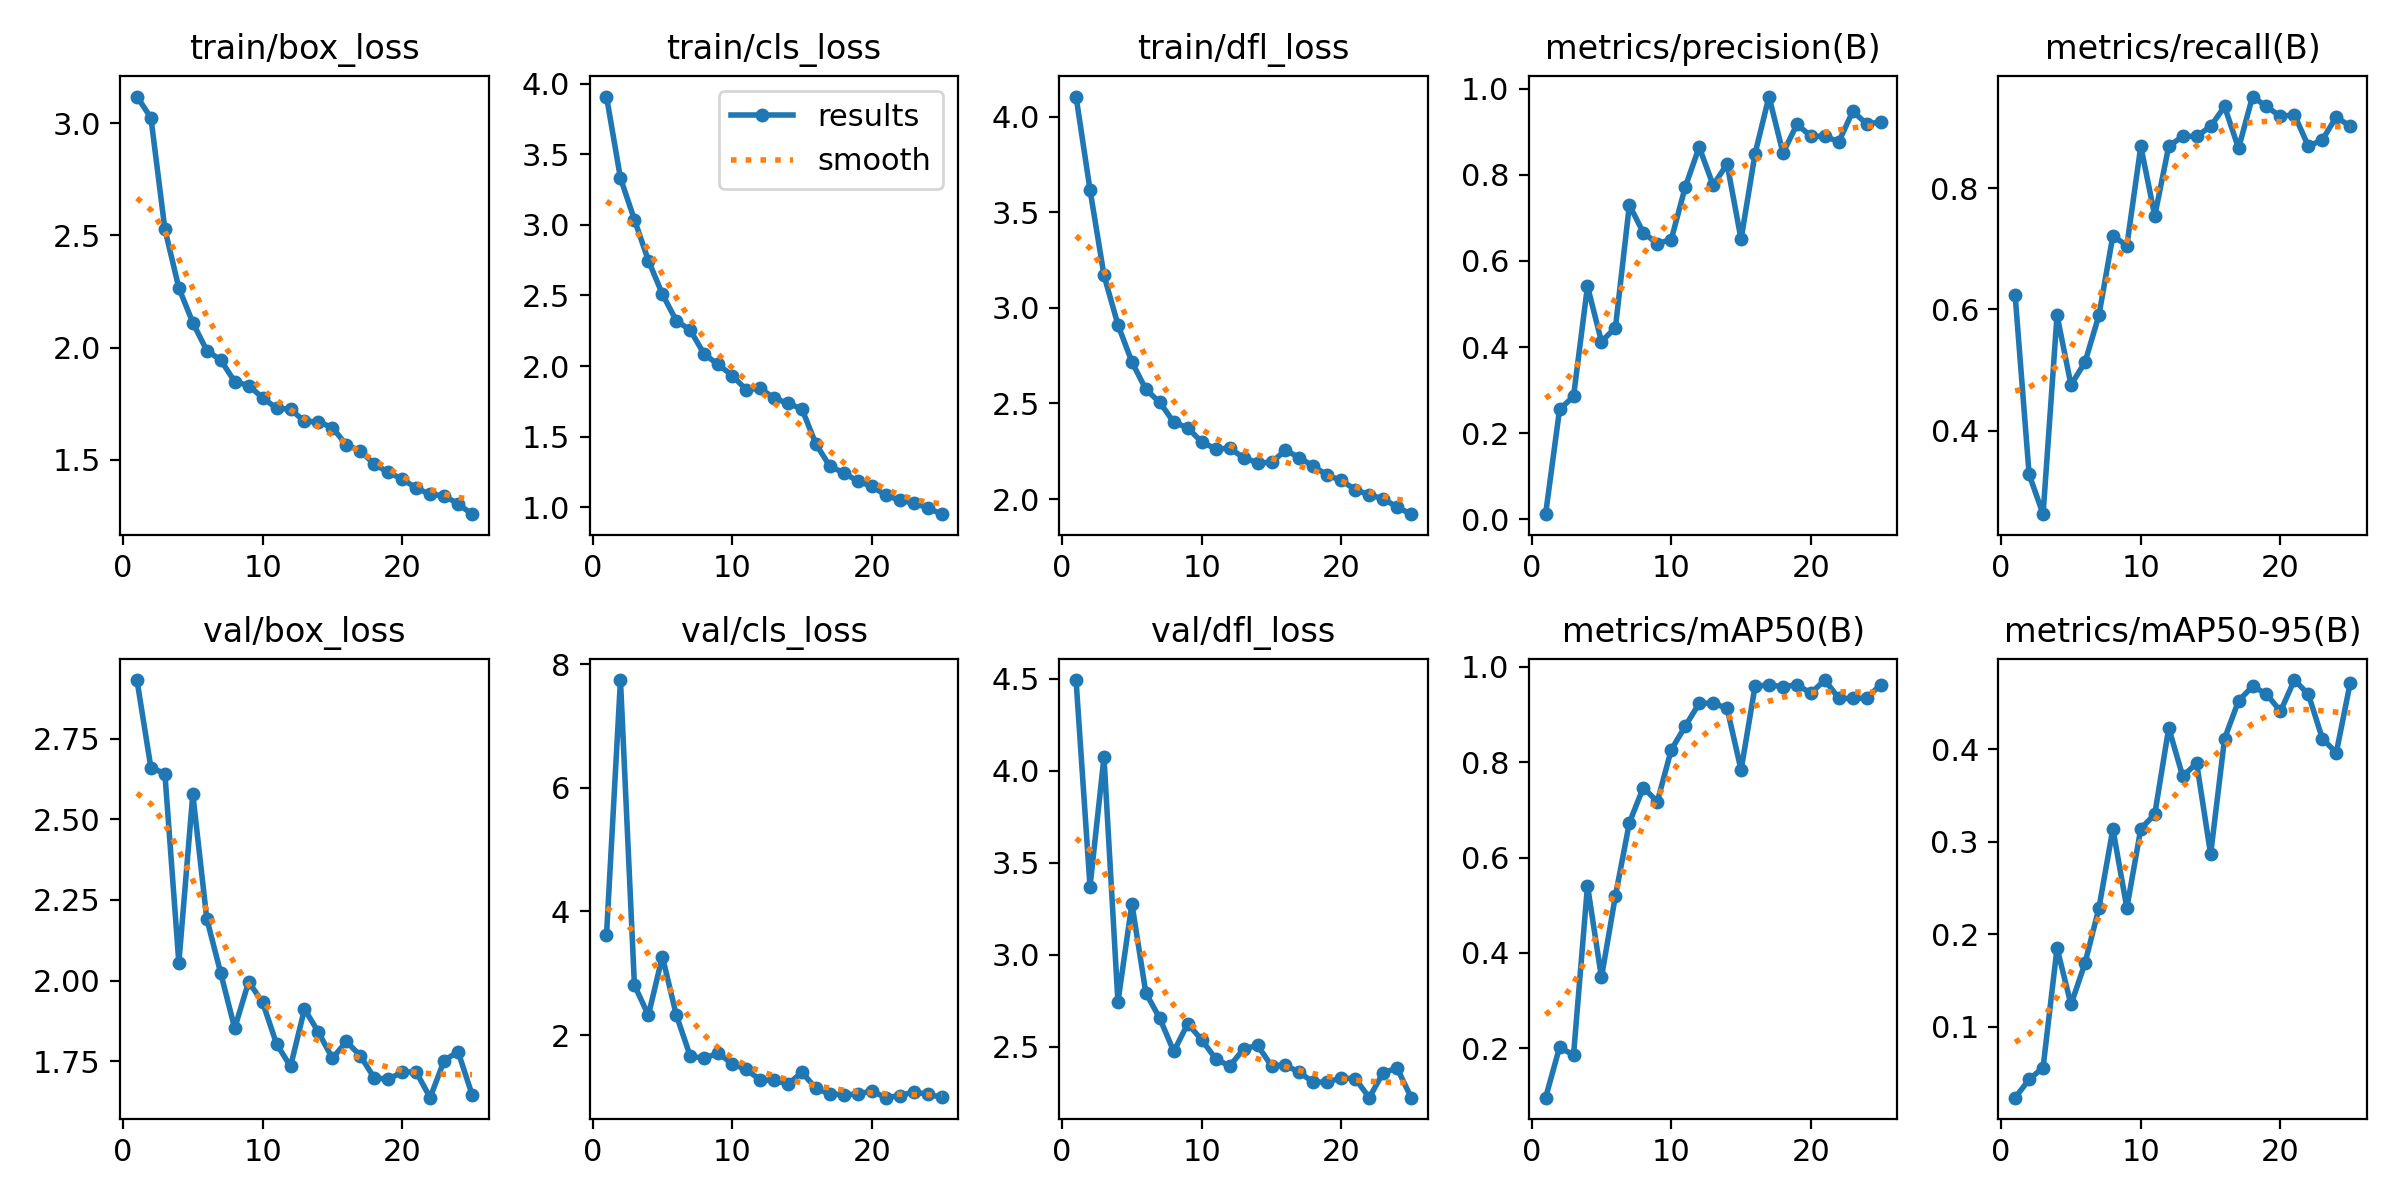 train/box_loss
3.0
2.5
2.0
1.5
0 10 20
train/cls_loss
4.0
3.5
3.0
2.5
2.0
1.5
1.0
results
smooth
0 10 20
train/dfl_loss
4.0
3.5
3.0
2.5
2.0
0 10 20
metrics/precision(B)
1.0
0.8
0.6
0.4
0.2
0.0
0 10 20
metrics/recall(B)
0.8
0.6
0.4
0 10 20
val/box_loss
2.75
2.50
2.25
2.00
1.75
0 10 20
val/cls_loss
8
6
4
2
0 10 20
val/dfl_loss
4.5
4.0
3.5
3.0
2.5
0 10 20
metrics/mAP50(B)
1.0
0.8
0.6
0.4
0.2
0 10 20
metrics/mAP50-95(B)
0.4
0.3
0.2
0.1
0 10 20